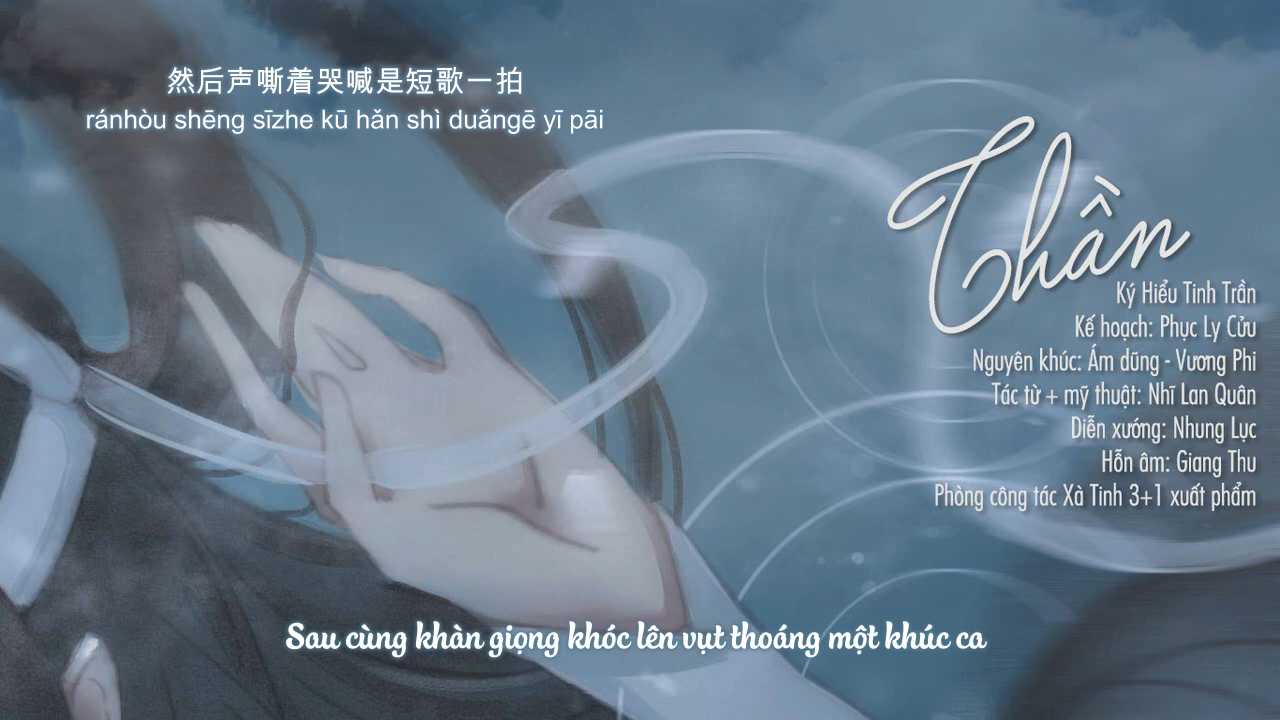 然后声嘶着哭喊是短歌一拍
ránhòu shēng sīzhe kū hǎn shì duǎngē yī pāi
Thần
Ký Hiểu Tinh Trần
Kế hoạch: Phục Ly Cửu
Nguyên khúc: Ám dũng - Vương Phi
Tác từ + mỹ thuật: Nhĩ Lan Quân
Diễn xướng: Nhung Lục
Hỗn âm: Giang Thu
Phòng công tác Xà Tinh 3+1 xuất phẩm
Sau cùng khàn giọng khóc lên vụt thoáng một khúc ca